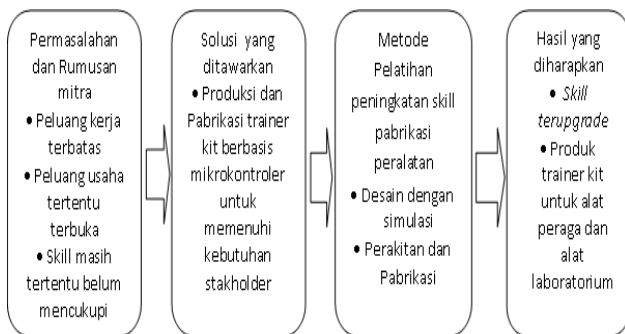 Permasalahan
dan Rumusan
mitra
• Peluang kerja
terbatas
• Peluang usaha
tertentu
terbuka
• Skill masih
tertentu belum
mencukupi
Solusi yang
ditawarkan
• Produksi dan
Pabrikasi trainer
kit berbasis
mikrokontroler
untuk
memenuhi
kebutuhan
stakholder
Metode
Pelatihan
peningkatan skill
pabrikasi
peralatan
• Desain dengan
simulasi
• Perakitan dan
Pabrikasi
Hasil yang
diharapkan
• Skill
terupgrade
• Produk
trainer kit
untuk alat
peraga dan
alat
laboratorium